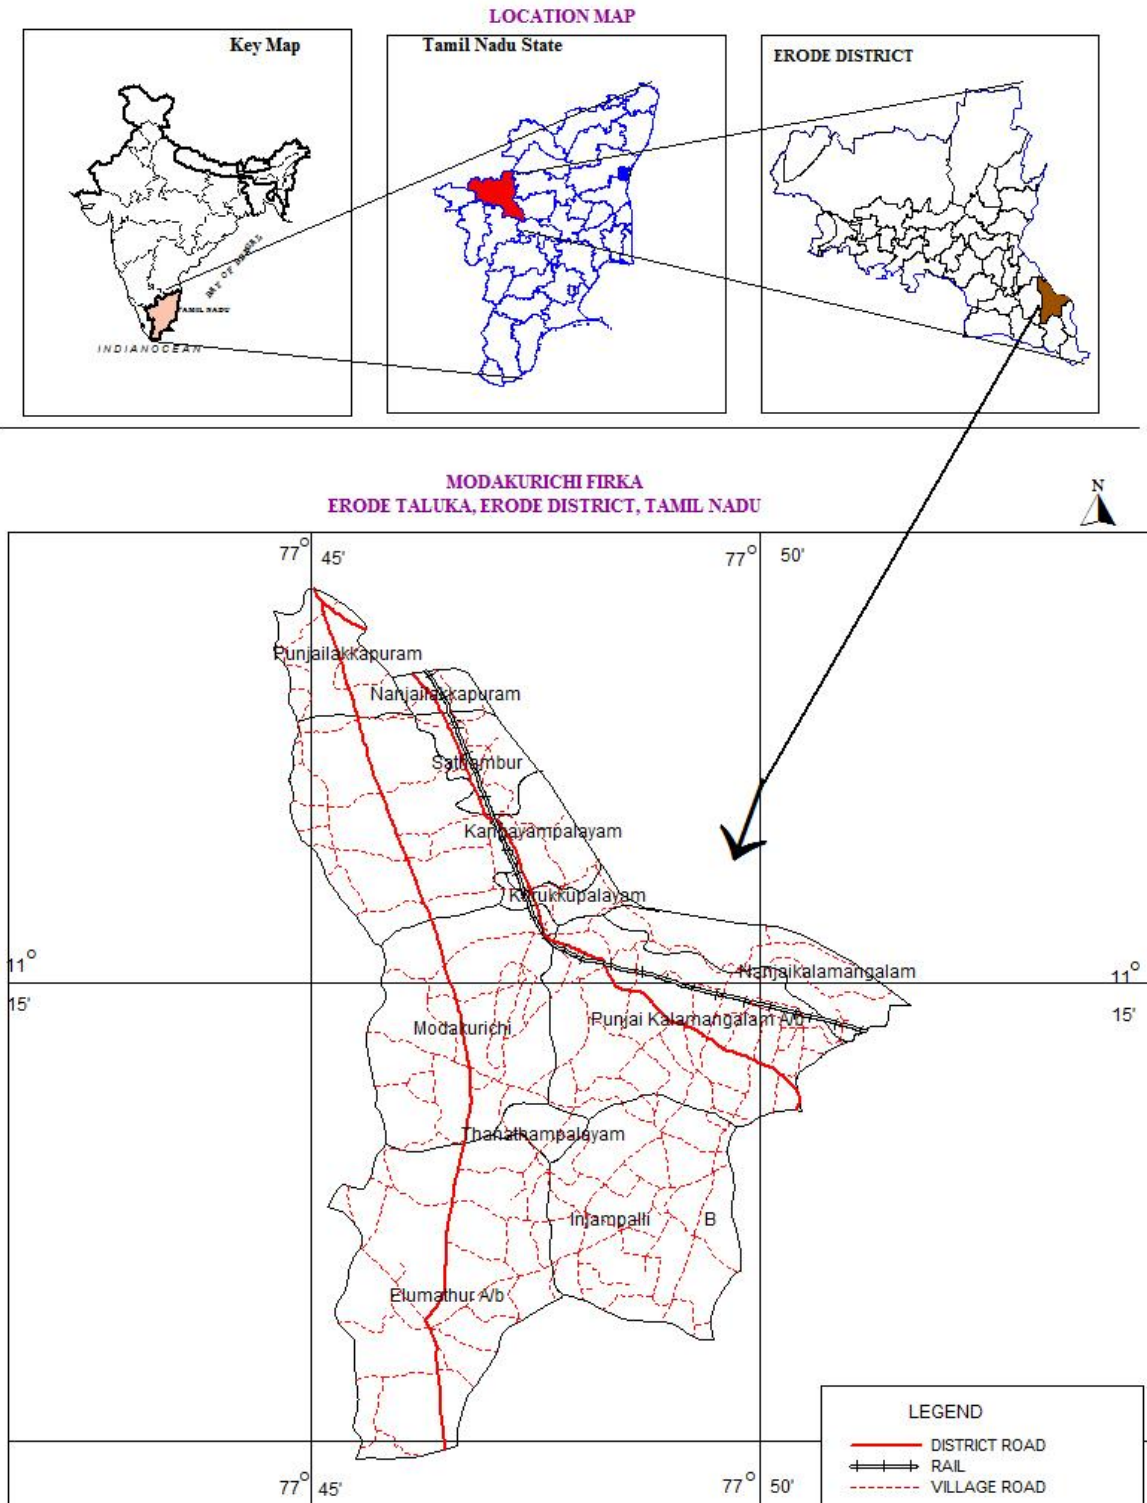 LOCATION MAP
Key Map
BAY OF BENGAL
TAMIL NADU
INDIANOCEAN
Tamil Nadu State
ERODE DISTRICT
MODAKURICHI FIRKA
ERODE TALUKA, ERODE DISTRICT, TAMIL NADU
N
77° 45'
77° 50'
Punjailakkapuram
Nanjailakkapuram
Sathambur
Kannayampalayam
Kurukkupalayam
11°
15'
Nanjaikalamangalam
11°
15'
Modakurichi
Punjai Kalamangalam A/b
Thanathampalayam
Injampalli B
Elumathur A/b
LEGEND
DISTRICT ROAD
RAIL
VILLAGE ROAD
77° 45'
77° 50'